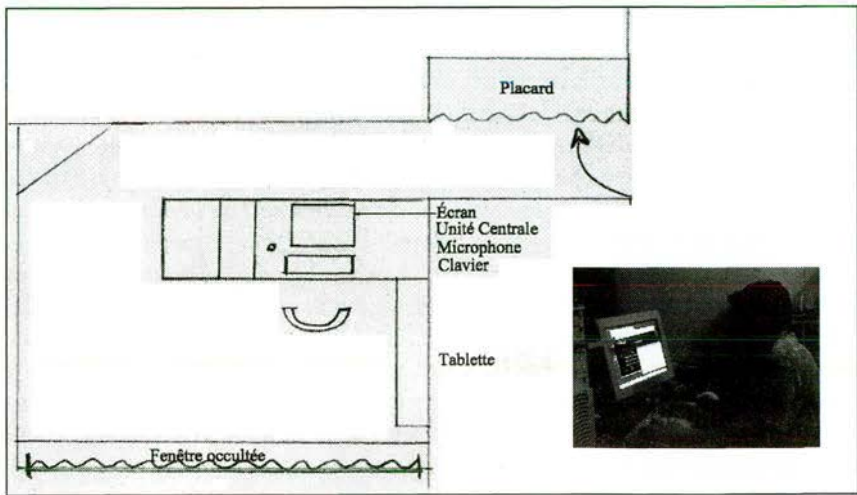 Placard
Écran
Unité Centrale
Microphone
Clavier
Tablette
Fenêtre occultée